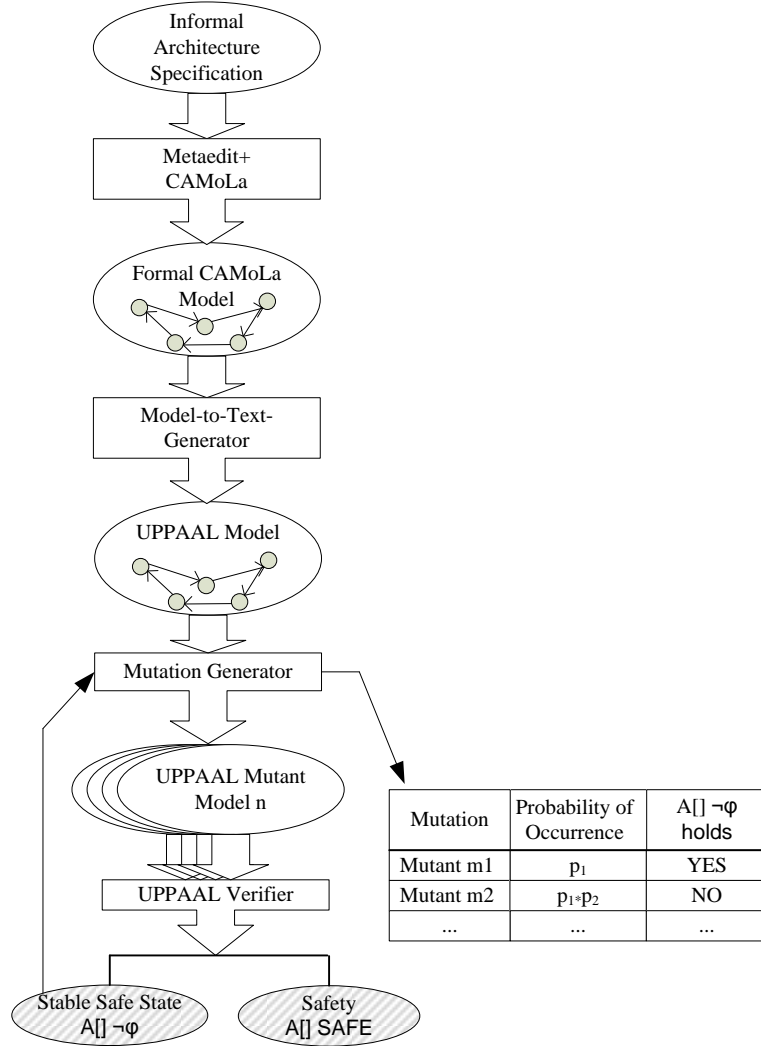 Informal
Architecture
Specification
Metaedit+
CAMoLa
Formal CAMoLa
Model
Model-to-Text-
Generator
UPPAAL Model
Mutation Generator
UPPAAL Mutant
Model n
UPPAAL Verifier
Stable Safe State
A[] ¬φ
Safety
A[] SAFE
Mutation
Probability of
Occurrence
A[] ¬φ
holds
Mutant m1 p₁ YES
Mutant m2 p₁*p₂ NO
... ... ...